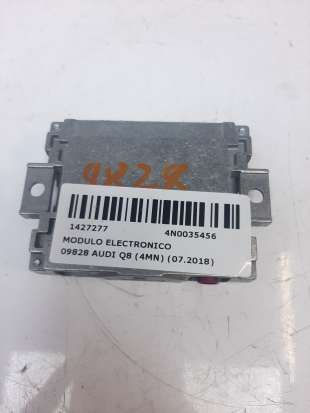 9828
1427277 4N0035456
MODULO ELECTRONICO
09828 AUDI Q8 (4MN) (07.2018)